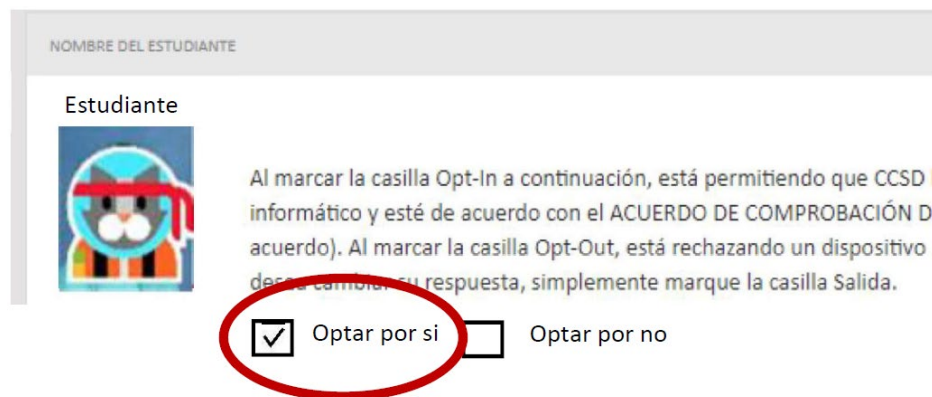 NOMBRE DEL ESTUDIANTE
Estudiante
Al marcar la casilla Opt-In a continuación, está permitiendo que CCSD
informático y esté de acuerdo con el ACUERDO DE COMPROBACIÓN D
acuerdo). Al marcar la casilla Opt-Out, está rechazando un dispositivo
desea cambiar su respuesta, simplemente marque la casilla Salida.
Optar por si Optar por no